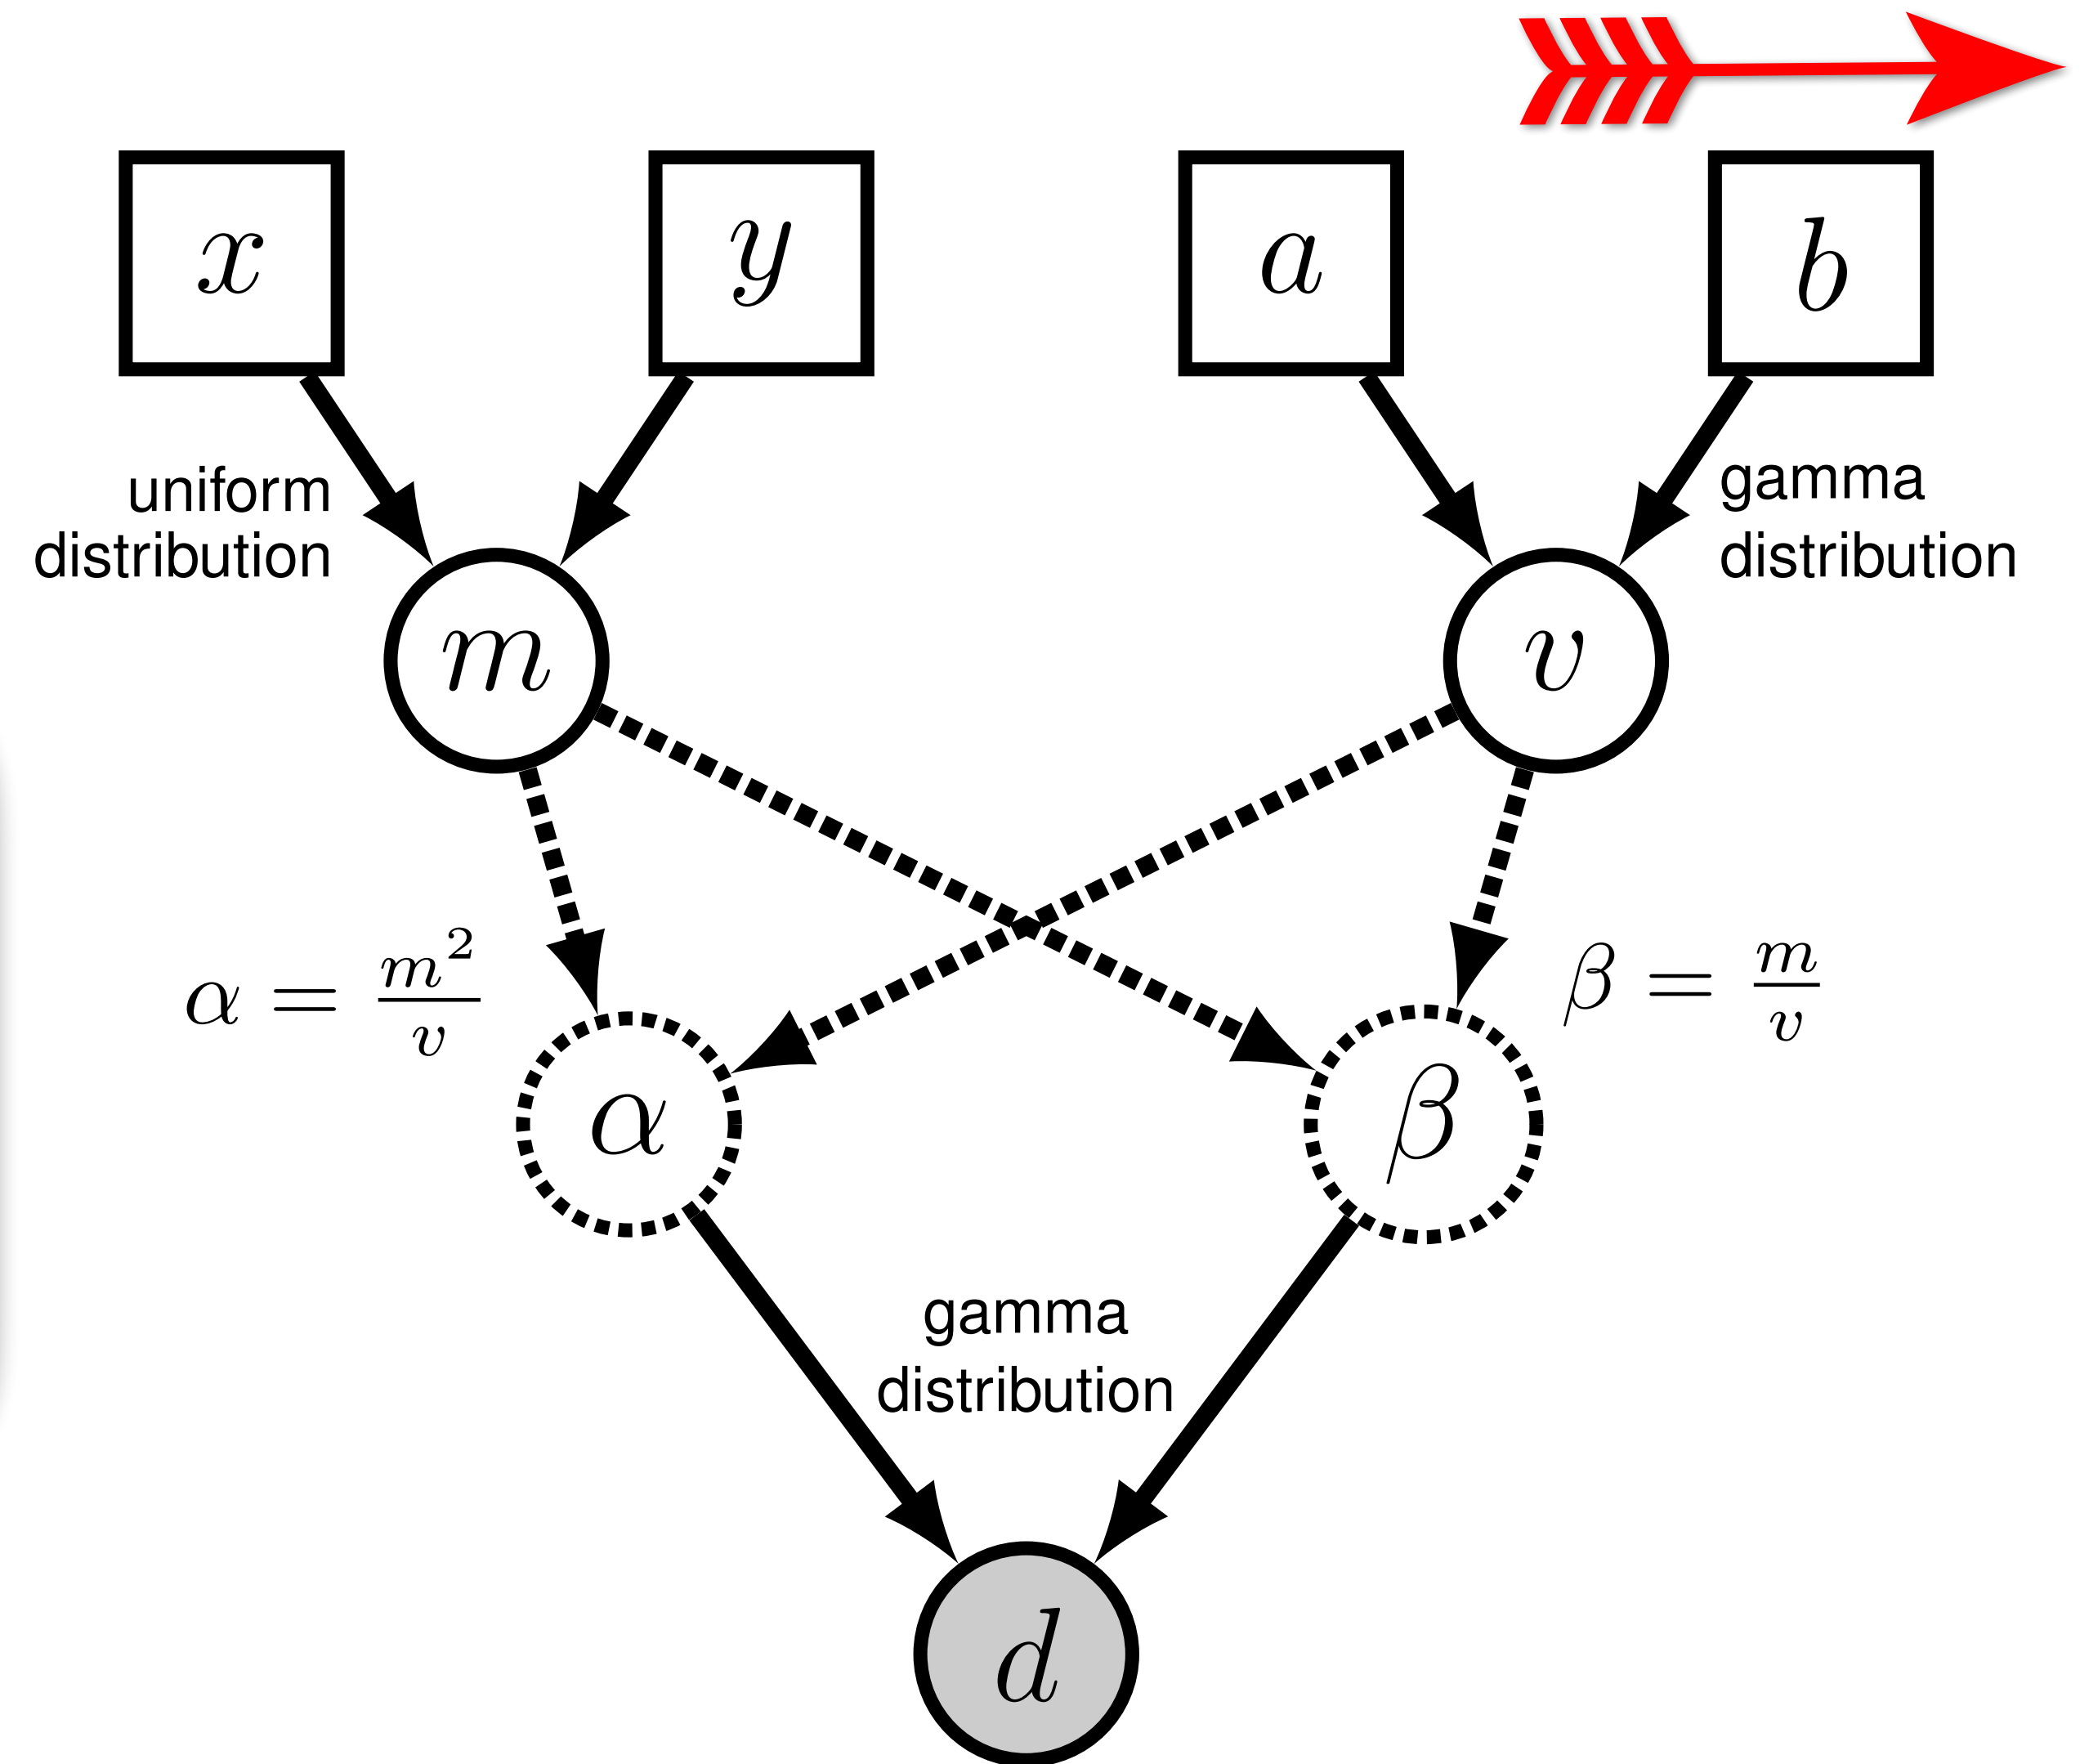 x
y
a
b
uniform
distribution
gamma
distribution
m
v
α = m²/v
β = m/v
α
β
gamma
distribution
d